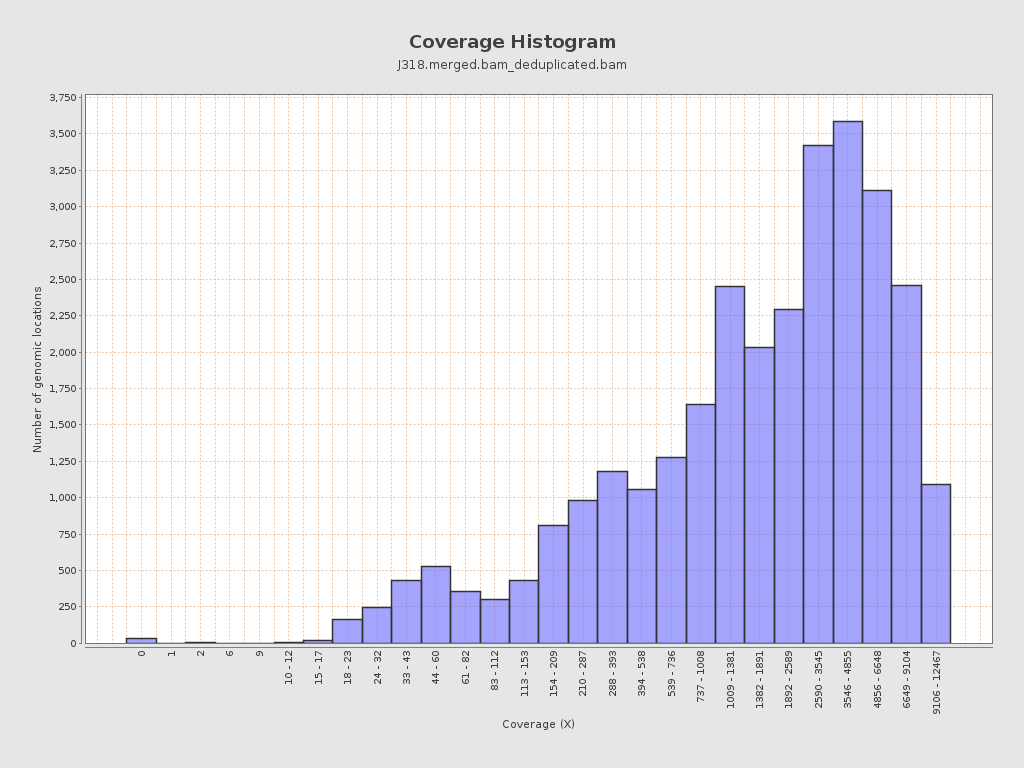 Coverage Histogram
J318.merged.bam_deduplicated.bam
Number of genomic locations
3,750
3,500
3,250
3,000
2,750
2,500
2,250
2,000
1,750
1,500
1,250
1,000
750
500
250
0
0
1
2
6
9
10 - 12
15 - 17
18 - 23
24 - 32
33 - 43
44 - 60
61 - 82
83 - 112
113 - 153
154 - 209
210 - 287
288 - 393
394 - 538
539 - 736
737 - 1008
1009 - 1381
1382 - 1891
1892 - 2589
2590 - 3545
3546 - 4855
4856 - 6648
6649 - 9104
9106 - 12467
Coverage (X)